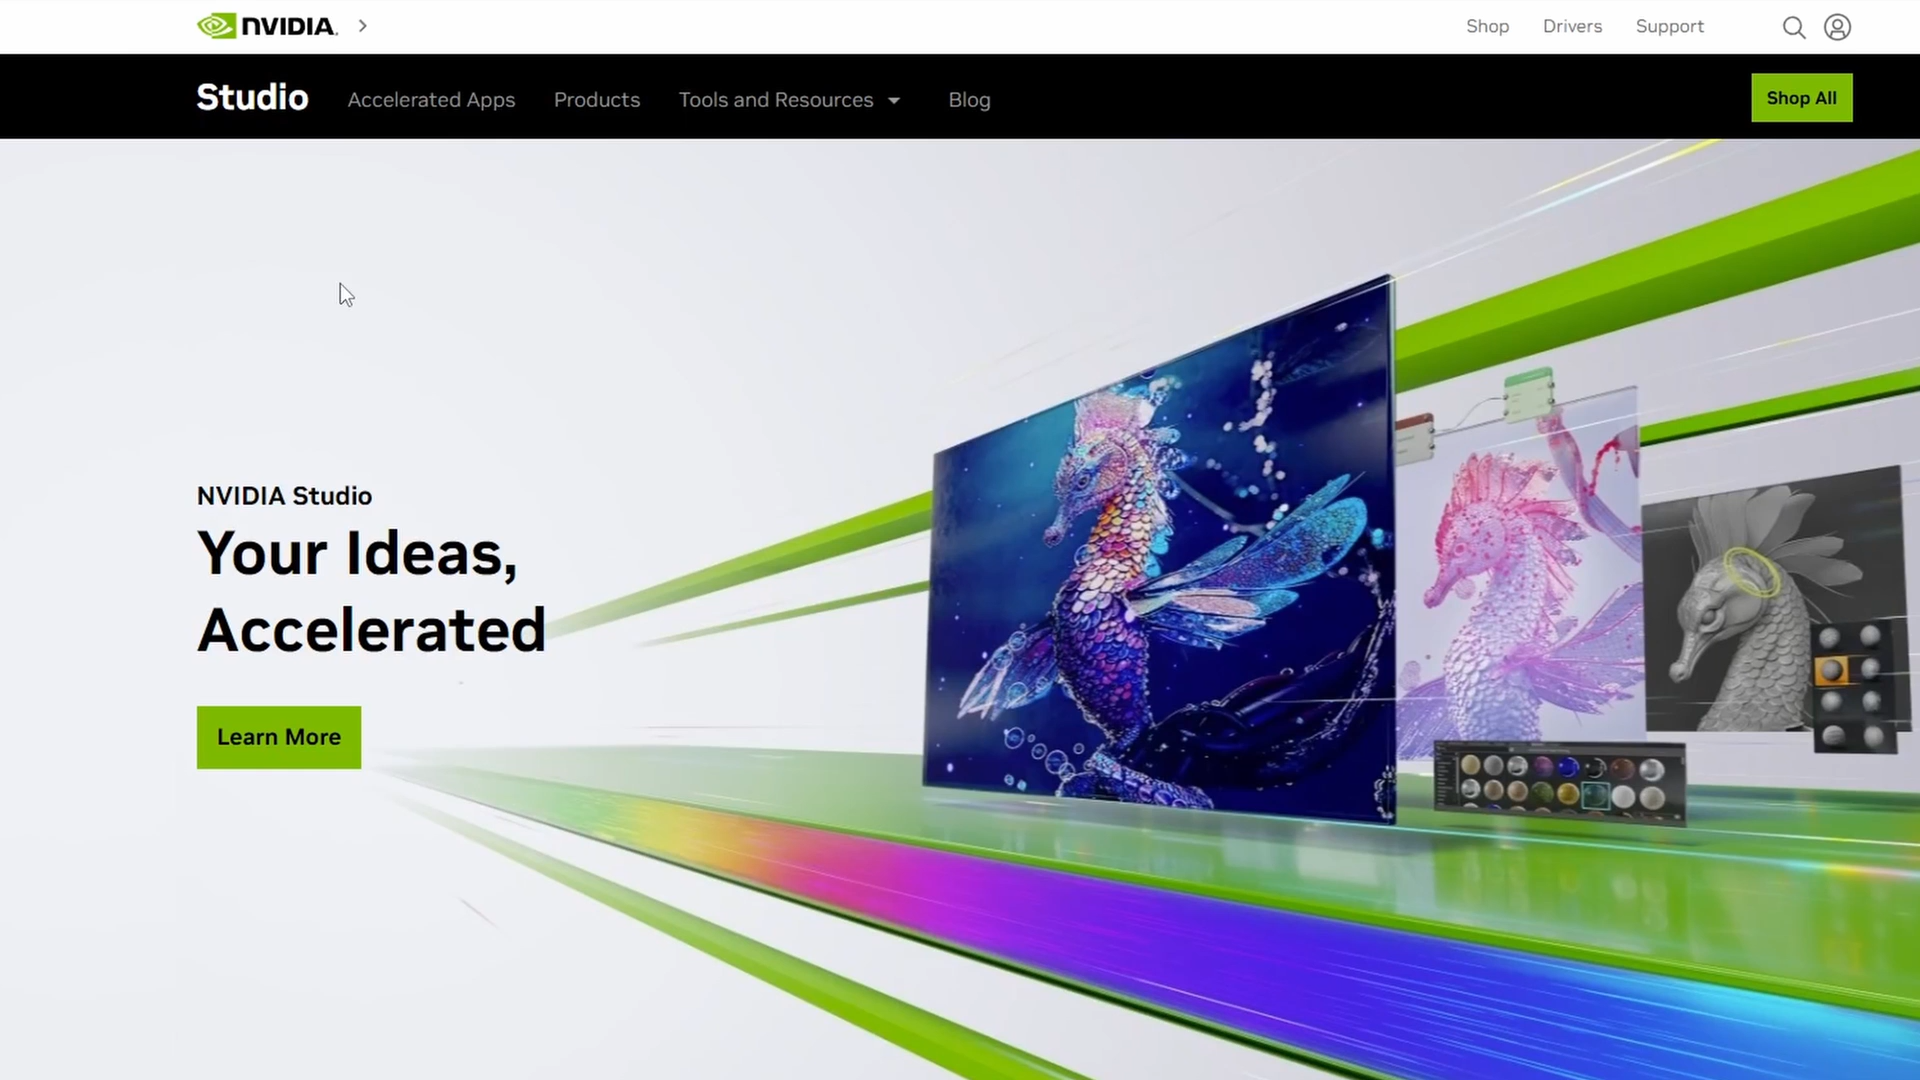 NVIDIA.
Shop
Drivers
Support
Studio
Accelerated Apps
Products
Tools and Resources
Blog
Shop All
NVIDIA Studio
Your Ideas,
Accelerated
Learn More